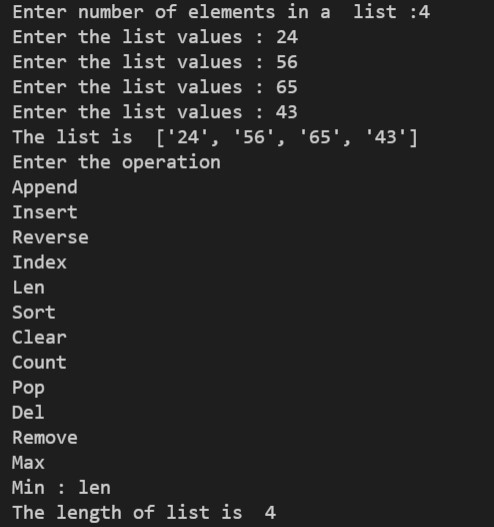 Enter number of elements in a  list :4
Enter the list values : 24
Enter the list values : 56
Enter the list values : 65
Enter the list values : 43
The list is  ['24', '56', '65', '43']
Enter the operation
Append
Insert
Reverse
Index
Len
Sort
Clear
Count
Pop
Del
Remove
Max
Min : len
The length of list is  4